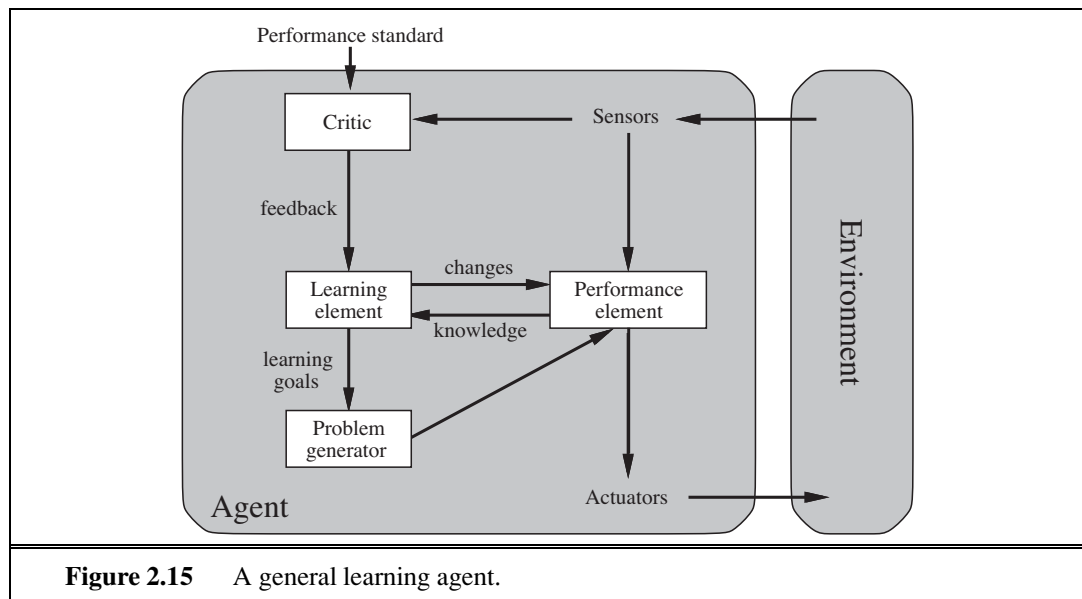 Performance standard
Critic
Sensors
feedback
changes
Learning
element
Performance
element
knowledge
learning
goals
Problem
generator
Agent
Actuators
Environment
Figure 2.15 A general learning agent.